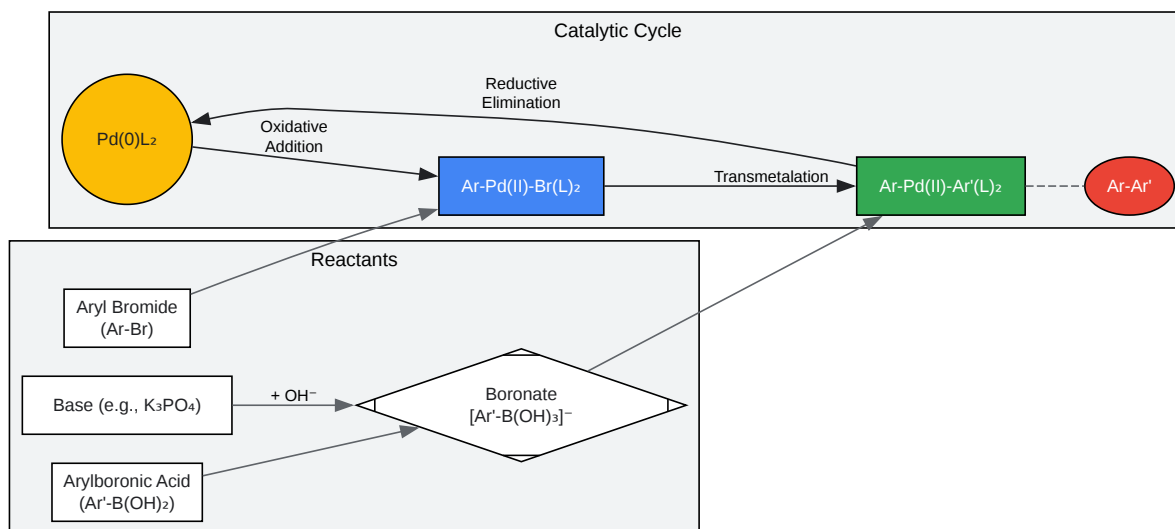 Catalytic Cycle
Reductive
Elimination
Pd(0)L₂
Oxidative
Addition
Ar-Pd(II)-Br(L)₂
Transmetalation
Ar-Pd(II)-Ar'(L)₂
Ar-Ar'
Reactants
Aryl Bromide
(Ar-Br)
Base (e.g., K₃PO₄)
+ OH⁻
Boronate
[Ar'-B(OH)₃]⁻
Arylboronic Acid
(Ar'-B(OH)₂)